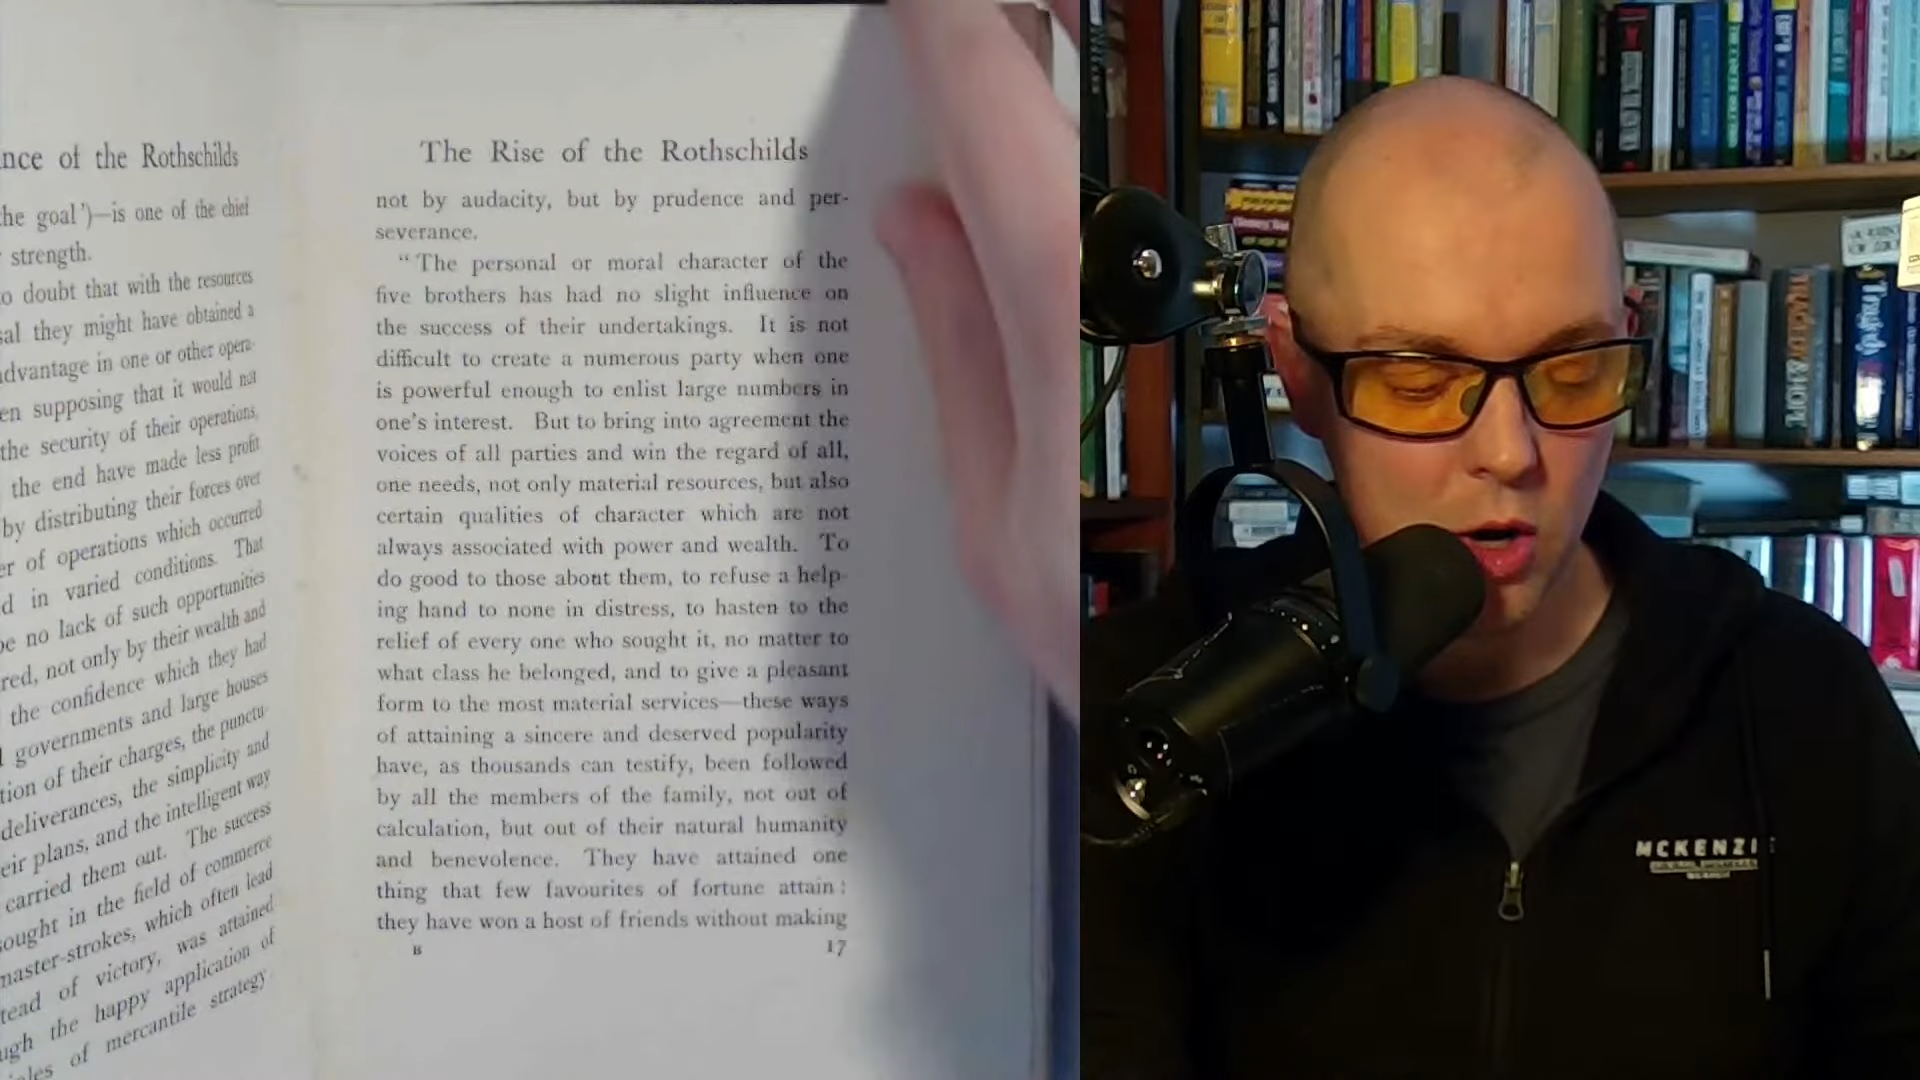 nce of the Rothschilds
he goal')—is one of the chief
strength.
o doubt that with the resources
sal they might have obtained a
advantage in one or other opera-
en supposing that it would not
the security of their operations,
the end have made less profit
by distributing their forces over
er of operations which occurred
d in varied conditions. That
be no lack of such opportunities
red, not only by their wealth and
the confidence which they had
governments and large houses
tion of their charges, the punctu-
deliverances, the simplicity and
eir plans, and the intelligent way
carried them out. The success
ought in the field of commerce
master-strokes, which often lead
tead of victory, was attained
ugh the happy application of
les of mercantile strategy
The Rise of the Rothschilds
not by audacity, but by prudence and per-
severance.
"The personal or moral character of the
five brothers has had no slight influence on
the success of their undertakings. It is not
difficult to create a numerous party when one
is powerful enough to enlist large numbers in
one's interest. But to bring into agreement the
voices of all parties and win the regard of all,
one needs, not only material resources, but also
certain qualities of character which are not
always associated with power and wealth. To
do good to those about them, to refuse a help-
ing hand to none in distress, to hasten to the
relief of every one who sought it, no matter to
what class he belonged, and to give a pleasant
form to the most material services—these ways
of attaining a sincere and deserved popularity
have, as thousands can testify, been followed
by all the members of the family, not out of
calculation, but out of their natural humanity
and benevolence. They have attained one
thing that few favourites of fortune attain:
they have won a host of friends without making
B 17
TRAGEDY & HOPE
MCKENZI